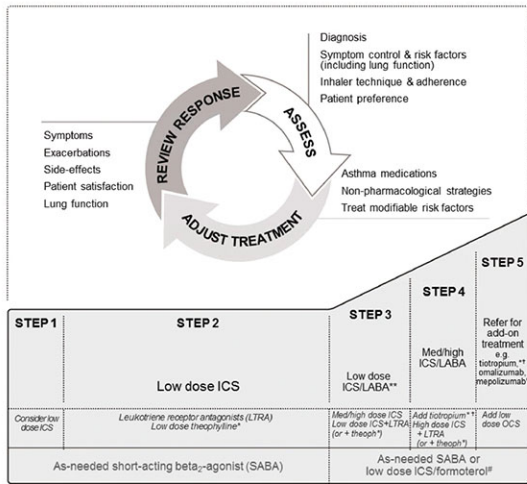 Diagnosis
Symptom control & risk factors
(including lung function)
Inhaler technique & adherence
Patient preference
REVIEW RESPONSE
ASSESS
ADJUST TREATMENT
Symptoms
Exacerbations
Side-effects
Patient satisfaction
Lung function
Asthma medications
Non-pharmacological strategies
Treat modifiable risk factors
STEP 1
STEP 2
Low dose ICS
STEP 3
Low dose
ICS/LABA**
STEP 4
Med/high
ICS/LABA
STEP 5
Refer for
add-on
treatment
e.g.
tiotropium,*†
omalizumab,
mepolizumab*
Consider low
dose ICS
Leukotriene receptor antagonists (LTRA)
Low dose theophylline*
Med/high dose ICS
Low dose ICS+LTRA
(or + theoph*)
Add tiotropium*†
High dose ICS
+ LTRA
(or + theoph*)
Add low
dose OCS
As-needed short-acting beta₂-agonist (SABA)
As-needed SABA or
low dose ICS/formoterol#